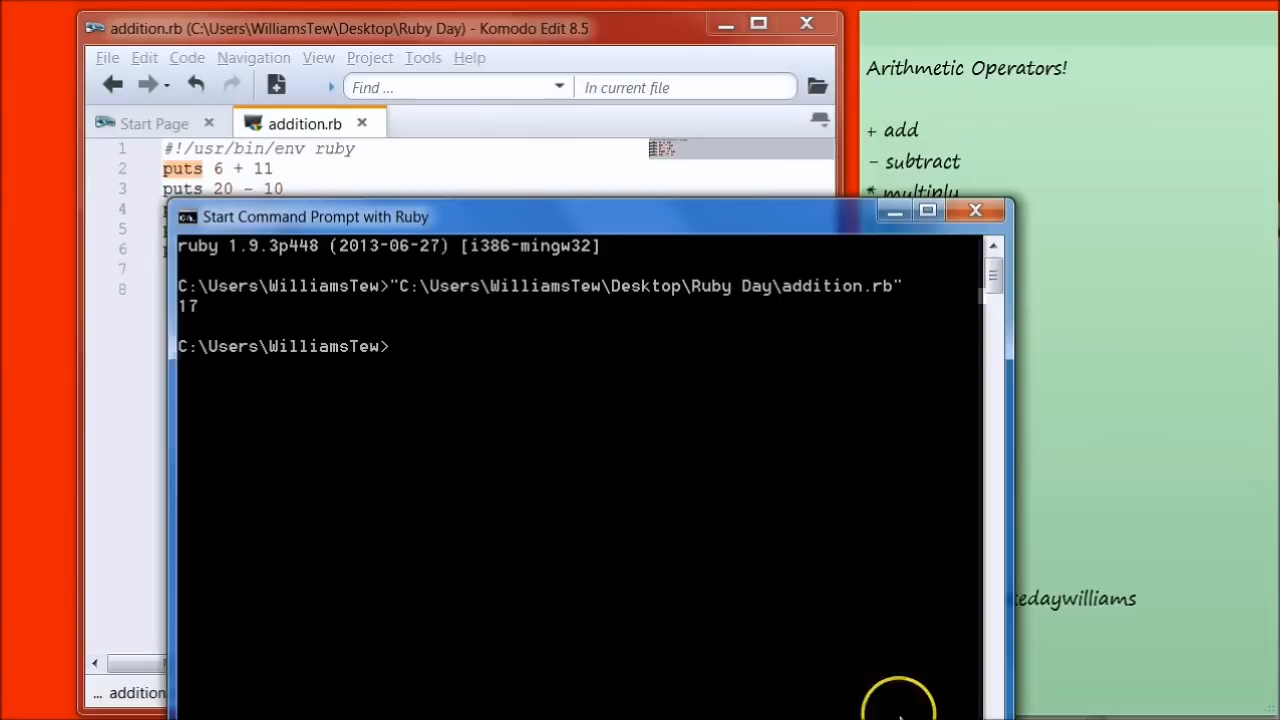 addition.rb (C:\Users\WilliamsTew\Desktop\Ruby Day) - Komodo Edit 8.5
File Edit Code Navigation View Project Tools Help
Find ... In current file
Start Page addition.rb
1 #!/usr/bin/env ruby
2 puts 6 + 11
3 puts 20 - 10
4
5
6
7
8
... addition.rb
Start Command Prompt with Ruby
ruby 1.9.3p448 (2013-06-27) [i386-mingw32]
C:\Users\WilliamsTew>"C:\Users\WilliamsTew\Desktop\Ruby Day\addition.rb"
17
C:\Users\WilliamsTew>
Arithmetic Operators!
+ add
- subtract
* multiply
edaywilliams